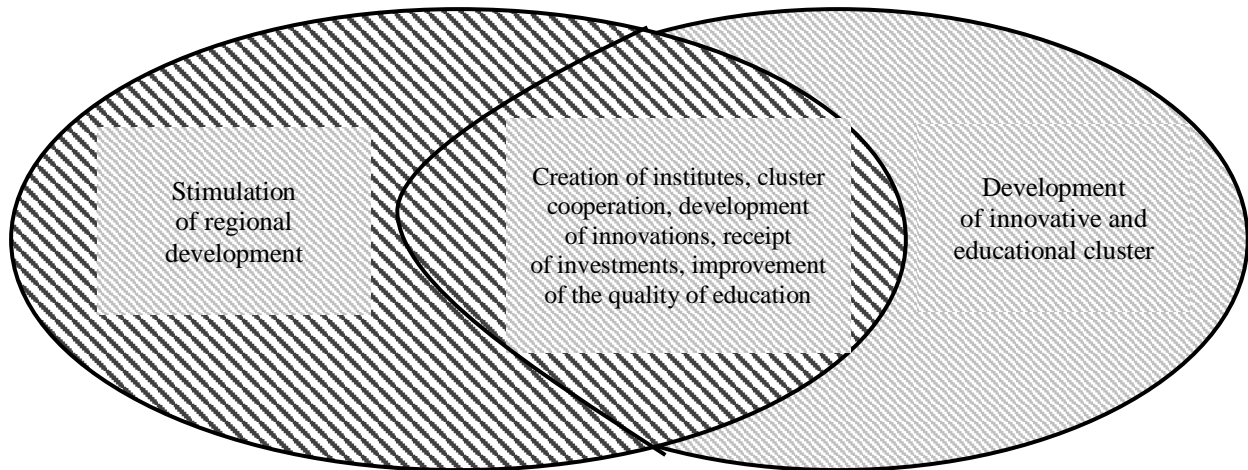 Stimulation
of regional
development
Creation of institutes, cluster
cooperation, development
of innovations, receipt
of investments, improvement
of the quality of education
Development
of innovative and
educational cluster